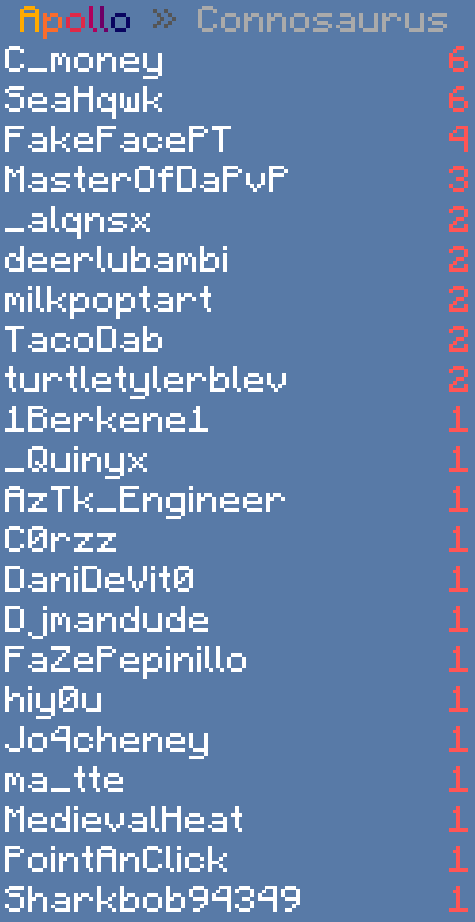 Apollo » Connosaurus
C_money 6
SeaHqwk 6
FakeFacePT 4
MasterOfDaPvP 3
_alqnsx 2
deerlubambi 2
milkpoptart 2
TacoDab 2
turtletylerblev 2
1Berkene1 1
_Quinyx 1
AzTk_Engineer 1
C0rzz 1
DaniDeVit0 1
Djmandude 1
FaZePepinillo 1
hiy0u 1
Jo4cheney 1
ma_tte 1
MedievalHeat 1
PointAnClick 1
Sharkbob94349 1